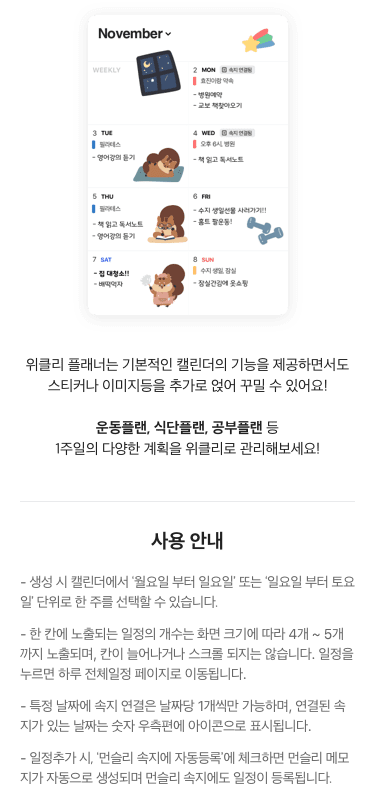 November
WEEKLY
2 MON 속지 연결됨
효진이랑 약속
- 병원예약
- 교보 책찾아오기
3 TUE
필라테스
- 영어강의 듣기
4 WED 속지 연결됨
오후 6시, 병원
- 책 읽고 독서노트
5 THU
필라테스
- 책 읽고 독서노트
- 영어강의 듣기
6 FRI
- 수지 생일선물 사러가기!!
- 홈트 팔운동!
7 SAT
- 집 대청소!!
- 배딱먹자
8 SUN
수지 생일, 잠실
- 잠실간김에 옷쇼핑
위클리 플래너는 기본적인 캘린더의 기능을 제공하면서도
스티커나 이미지등을 추가로 얹어 꾸밀 수 있어요!
운동플랜, 식단플랜, 공부플랜 등
1주일의 다양한 계획을 위클리로 관리해보세요!
사용 안내
- 생성 시 캘린더에서 '월요일 부터 일요일' 또는 '일요일 부터 토요
일' 단위로 한 주를 선택할 수 있습니다.
- 한 칸에 노출되는 일정의 개수는 화면 크기에 따라 4개 ~ 5개
까지 노출되며, 칸이 늘어나거나 스크롤 되지는 않습니다. 일정을
누르면 하루 전체일정 페이지로 이동됩니다.
- 특정 날짜에 속지 연결은 날짜당 1개씩만 가능하며, 연결된 속
지가 있는 날짜는 숫자 우측편에 아이콘으로 표시됩니다.
- 일정추가 시, '먼슬리 속지에 자동등록'에 체크하면 먼슬리 메모
지가 자동으로 생성되며 먼슬리 속지에도 일정이 등록됩니다.